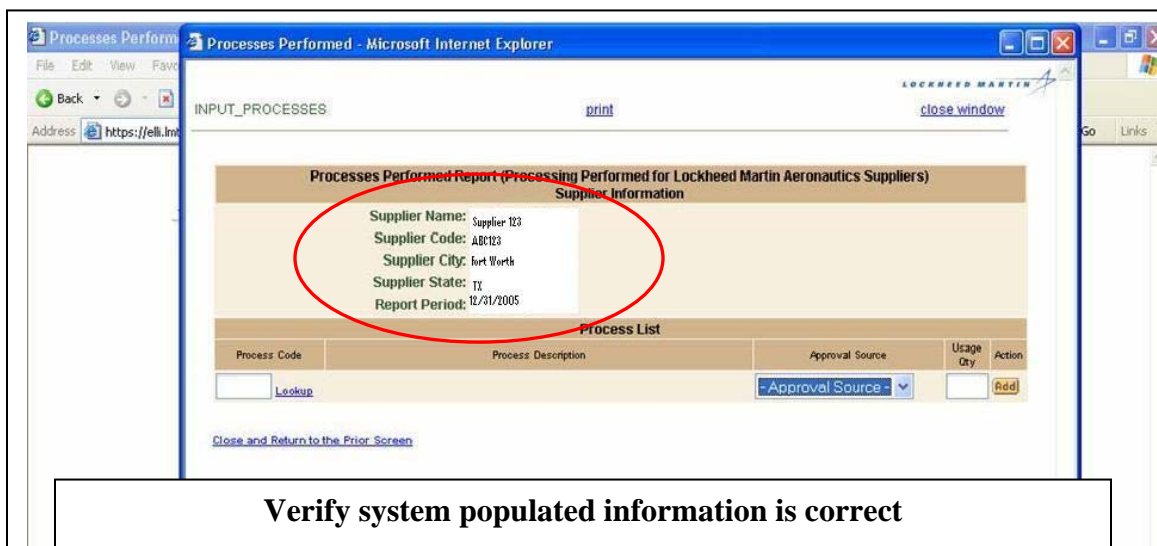 Processes Perform
Processes Performed - Microsoft Internet Explorer
File Edit View Favo
Back
Address https://elli.lmt
Go Links
LOCKHEED MARTIN
INPUT_PROCESSES print close window
Processes Performed Report (Processing Performed for Lockheed Martin Aeronautics Suppliers)
Supplier Information
Supplier Name: Supplier 123
Supplier Code: ABC123
Supplier City: Fort Worth
Supplier State: TX
Report Period: 12/31/2005
Process List
Process Code Process Description Approval Source Usage Qty Action
Lookup - Approval Source - Add
Close and Return to the Prior Screen
Verify system populated information is correct